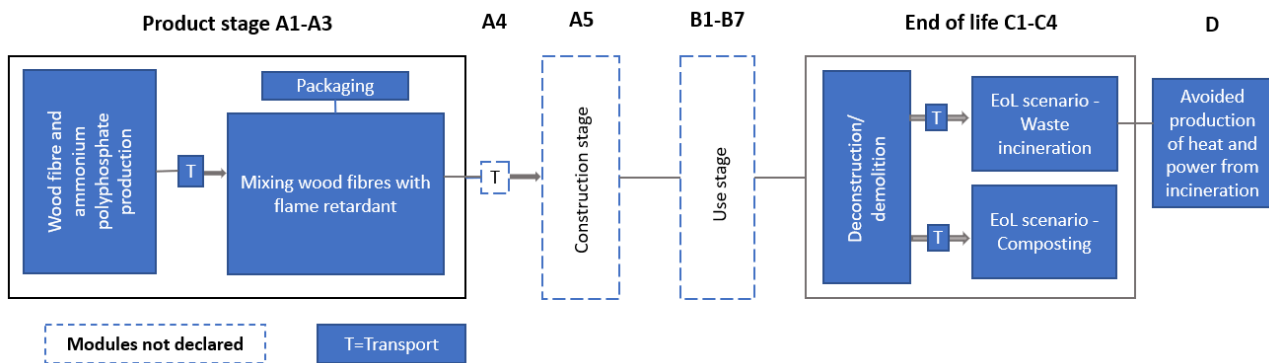 Product stage A1-A3
A4
A5
B1-B7
End of life C1-C4
D
Wood fibre and
ammonium
polyphosphate
production
T
Packaging
Mixing wood fibres with
flame retardant
T
Construction stage
Use stage
Deconstruction/
demolition
T
EoL scenario -
Waste
incineration
T
EoL scenario -
Composting
Avoided
production
of heat and
power from
incineration
Modules not declared
T=Transport